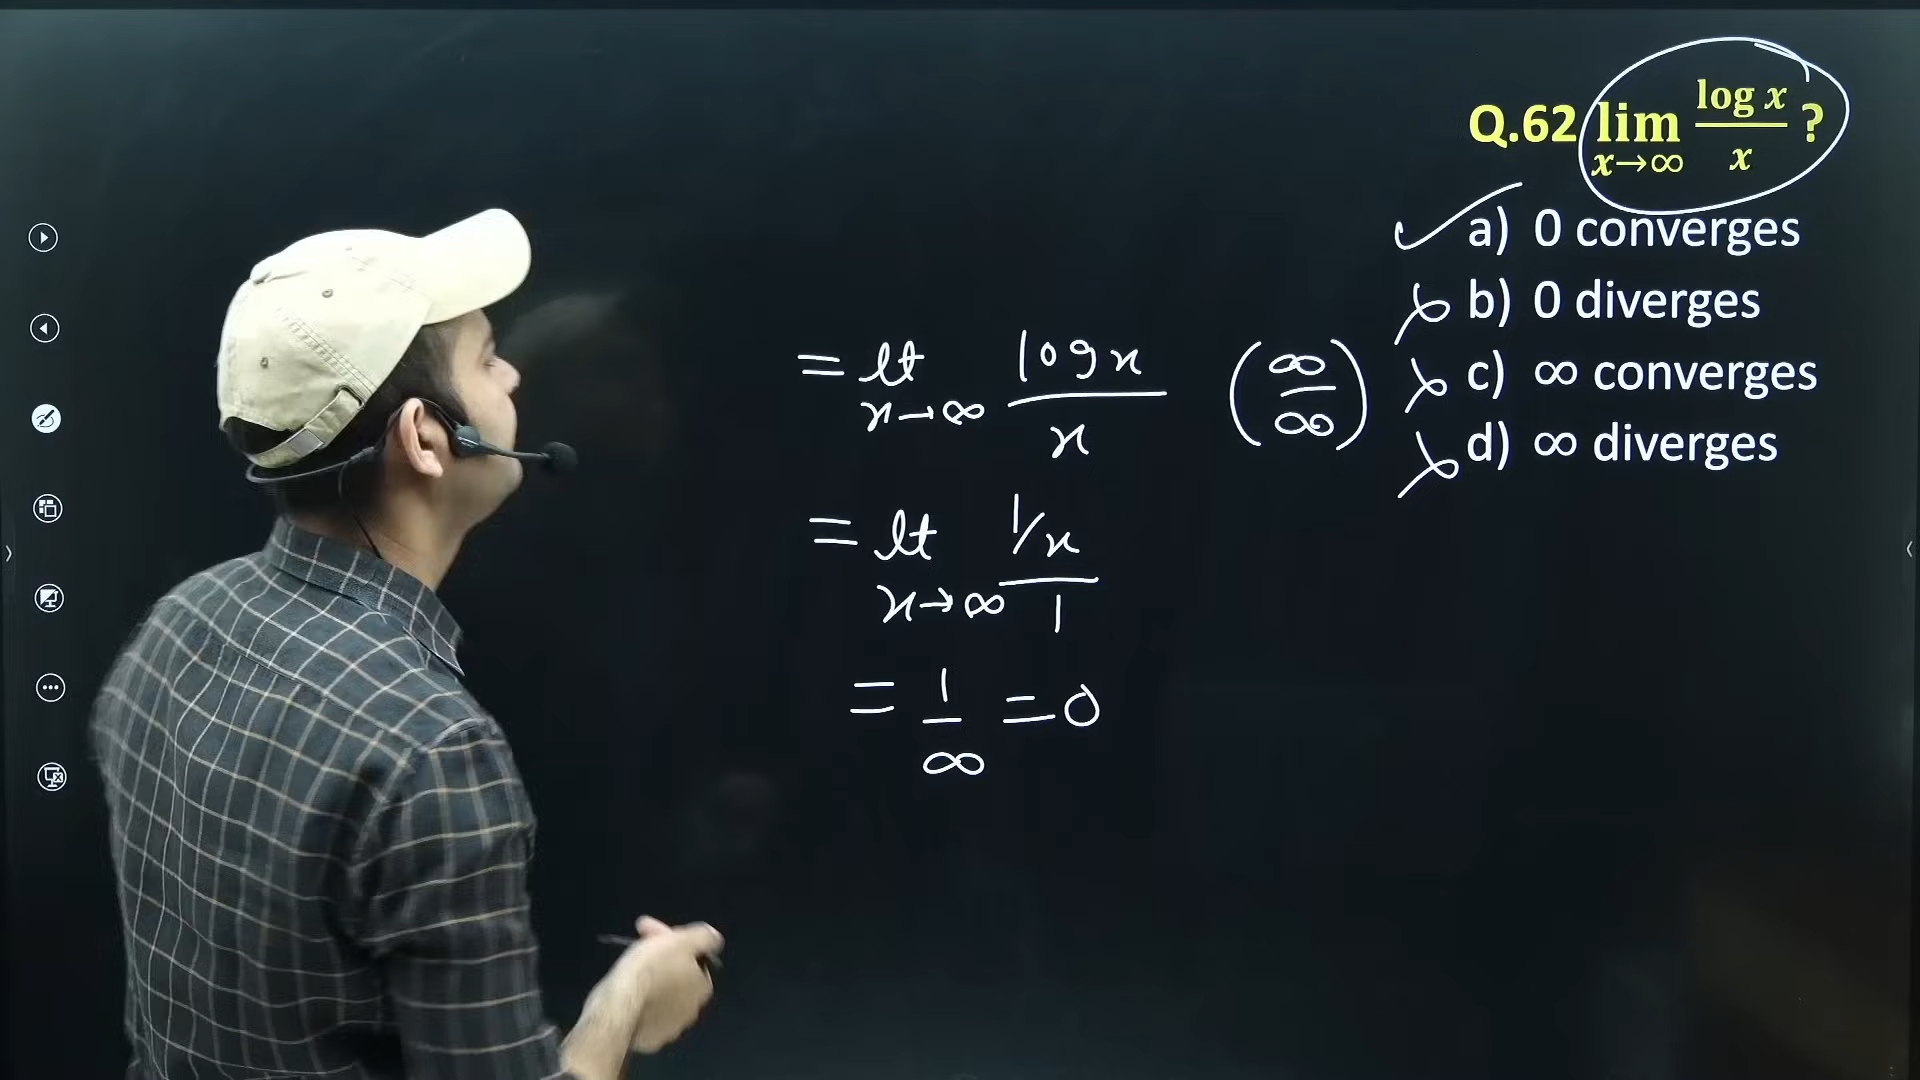 Q.62 lim x→∞ log x / x ?
a) 0 converges
b) 0 diverges
c) ∞ converges
d) ∞ diverges
= lt x→∞ log x / x (∞/∞)
= lt x→∞ 1/x / 1
= 1/∞ = 0